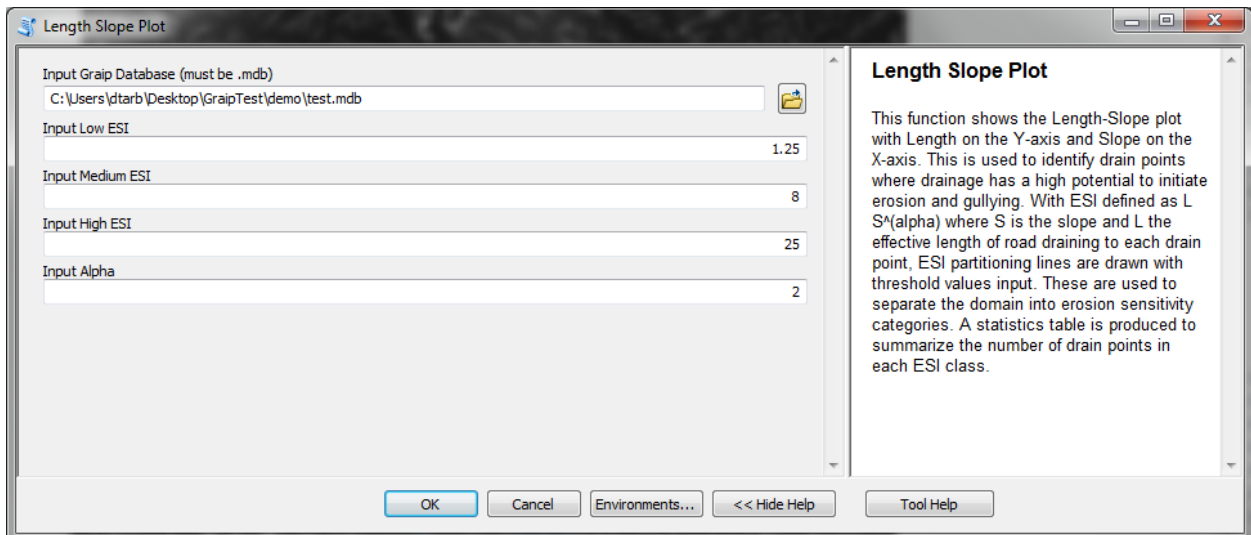 Length Slope Plot
Input Graip Database (must be .mdb)
C:\Users\dtarb\Desktop\GraipTest\demo\test.mdb
Input Low ESI
1.25
Input Medium ESI
8
Input High ESI
25
Input Alpha
2
Length Slope Plot
This function shows the Length-Slope plot
with Length on the Y-axis and Slope on the
X-axis. This is used to identify drain points
where drainage has a high potential to initiate
erosion and gullying. With ESI defined as L
S^(alpha) where S is the slope and L the
effective length of road draining to each drain
point, ESI partitioning lines are drawn with
threshold values input. These are used to
separate the domain into erosion sensitivity
categories. A statistics table is produced to
summarize the number of drain points in
each ESI class.
OK
Cancel
Environments...
<< Hide Help
Tool Help